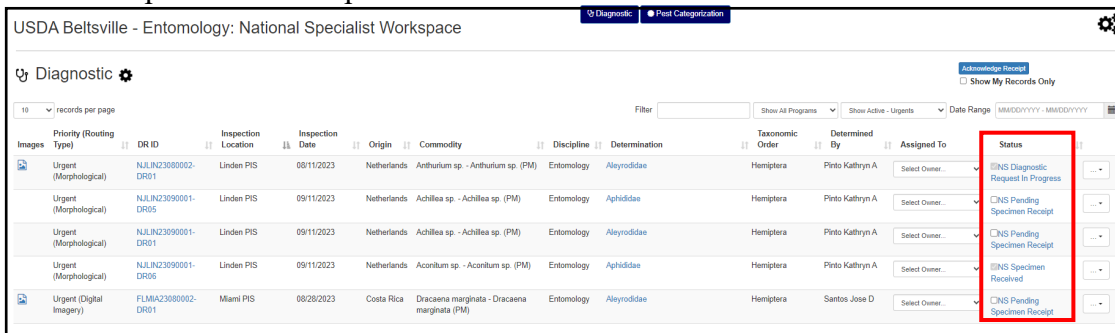 Diagnostic Pest Categorization
USDA Beltsville - Entomology: National Specialist Workspace
Diagnostic
Acknowledge Receipt
Show My Records Only
10 records per page Filter Show All Programs Show Active - Urgents Date Range MM/DD/YYYY - MM/DD/YYYY
Images Priority (Routing Type) DR ID Inspection Location Inspection Date Origin Commodity Discipline Determination Taxonomic Order Determined By Assigned To Status
Urgent (Morphological) NJLIN23080002-DR01 Linden PIS 08/11/2023 Netherlands Anthurium sp. - Anthurium sp. (PM) Entomology Aleyrodidae Hemiptera Pinto Kathryn A Select Owner... NS Diagnostic Request In Progress ...
Urgent (Morphological) NJLIN23090001-DR05 Linden PIS 09/11/2023 Netherlands Achillea sp. - Achillea sp. (PM) Entomology Aphididae Hemiptera Pinto Kathryn A Select Owner... NS Pending Specimen Receipt ...
Urgent (Morphological) NJLIN23090001-DR01 Linden PIS 09/11/2023 Netherlands Achillea sp. - Achillea sp. (PM) Entomology Aleyrodidae Hemiptera Pinto Kathryn A Select Owner... NS Pending Specimen Receipt ...
Urgent (Morphological) NJLIN23090001-DR06 Linden PIS 09/11/2023 Netherlands Aconitum sp. - Aconitum sp. (PM) Entomology Aphididae Hemiptera Pinto Kathryn A Select Owner... NS Specimen Received ...
Urgent (Digital Imagery) FLMIA23080002-DR01 Miami PIS 08/28/2023 Costa Rica Dracaena marginata - Dracaena marginata (PM) Entomology Aleyrodidae Hemiptera Santos Jose D Select Owner... NS Pending Specimen Receipt ...